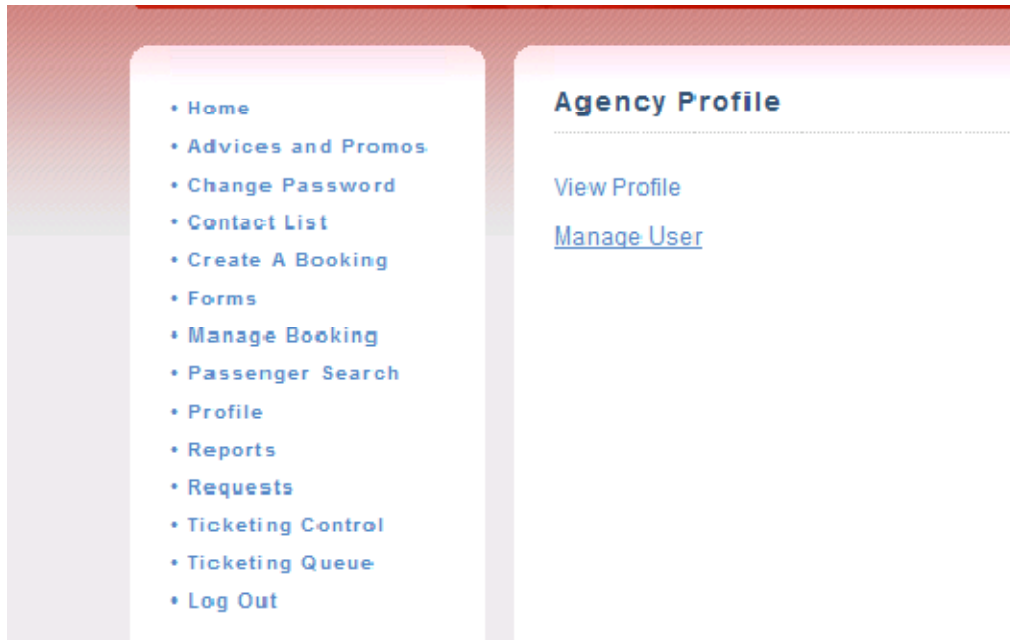 • Home
• Advices and Promos
• Change Password
• Contact List
• Create A Booking
• Forms
• Manage Booking
• Passenger Search
• Profile
• Reports
• Requests
• Ticketing Control
• Ticketing Queue
• Log Out
Agency Profile
View Profile
Manage User